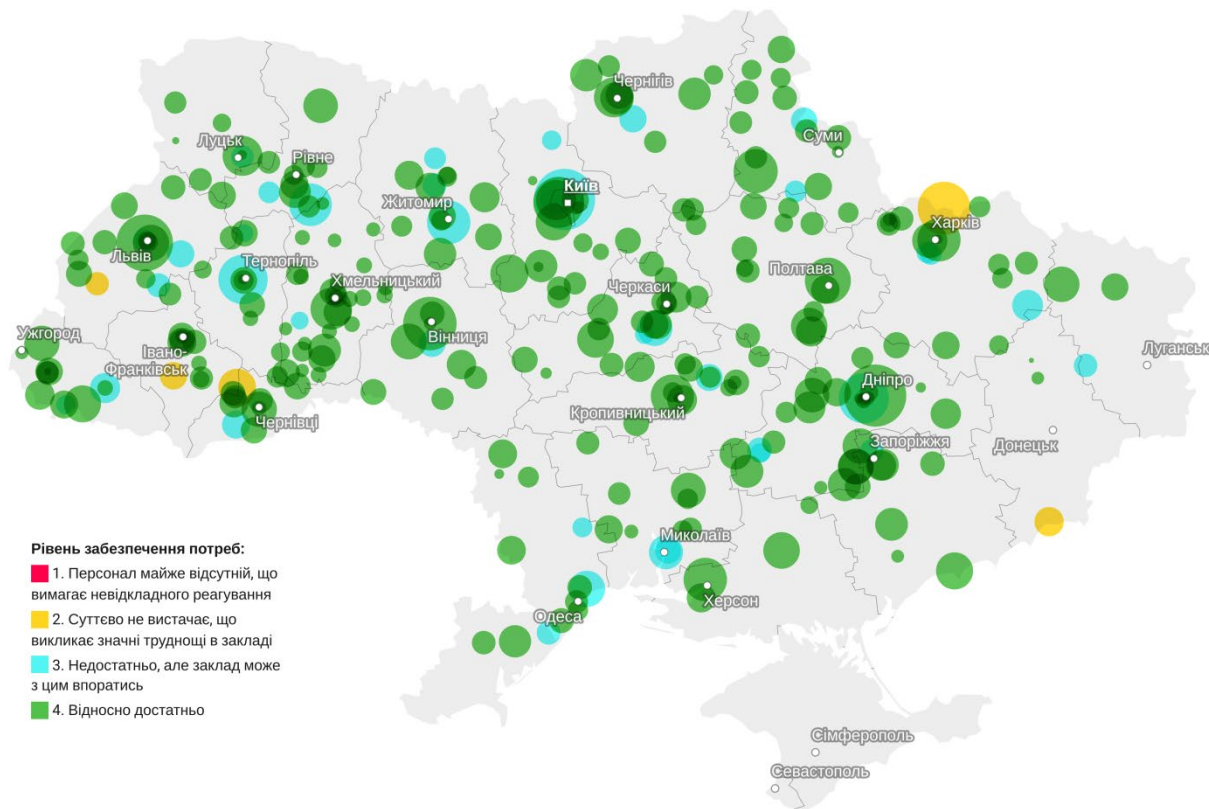 Чернігів
Луцьк
Рівне
Суми
Київ
Житомир
Харків
Львів
Тернопіль
Хмельницький
Полтава
Черкаси
Ужгород
Вінниця
Івано-
Франківськ
Луганськ
Дніпро
Кропивницький
Чернівці
Запоріжжя
Донецьк
Миколаїв
Херсон
Одеса
Рівень забезпечення потреб:
1. Персонал майже відсутній, що
вимагає невідкладного реагування
2. Суттєво не вистачає, що
викликає значні труднощі в закладі
3. Недостатньо, але заклад може
з цим впоратись
4. Відносно достатньо
Сімферополь
Севастополь